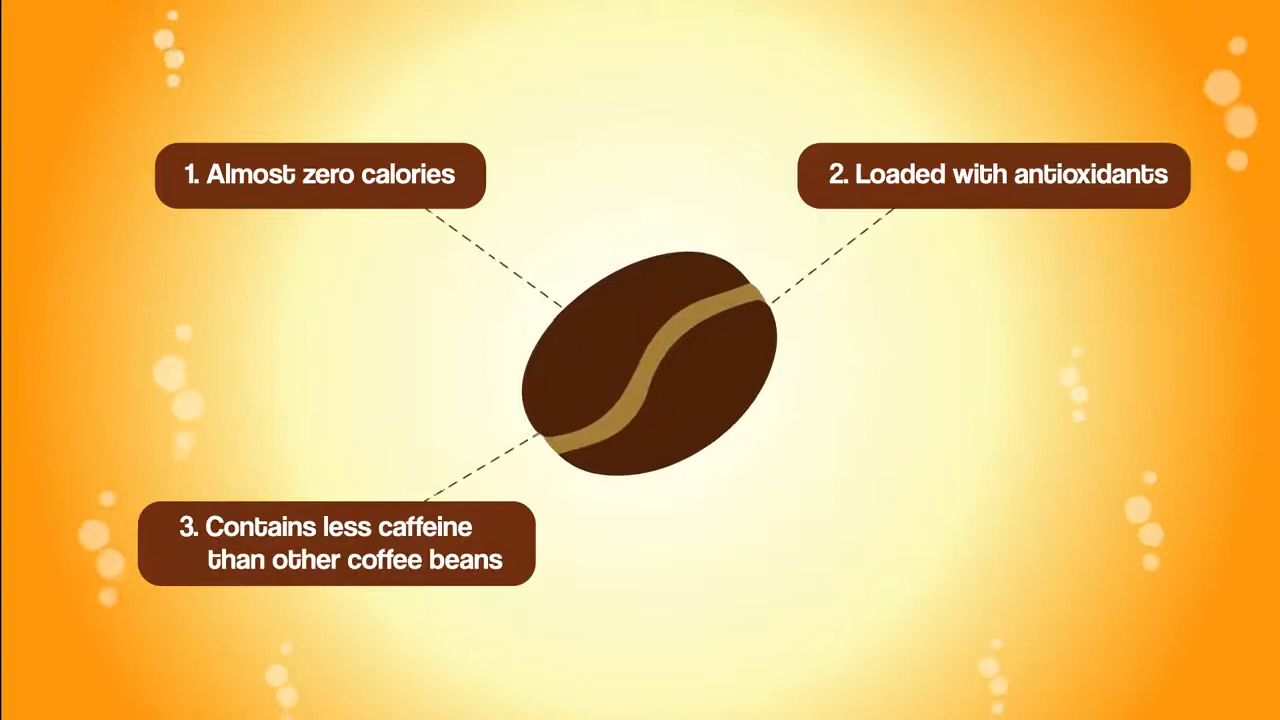 1. Almost zero calories
2. Loaded with antioxidants
3. Contains less caffeine
than other coffee beans